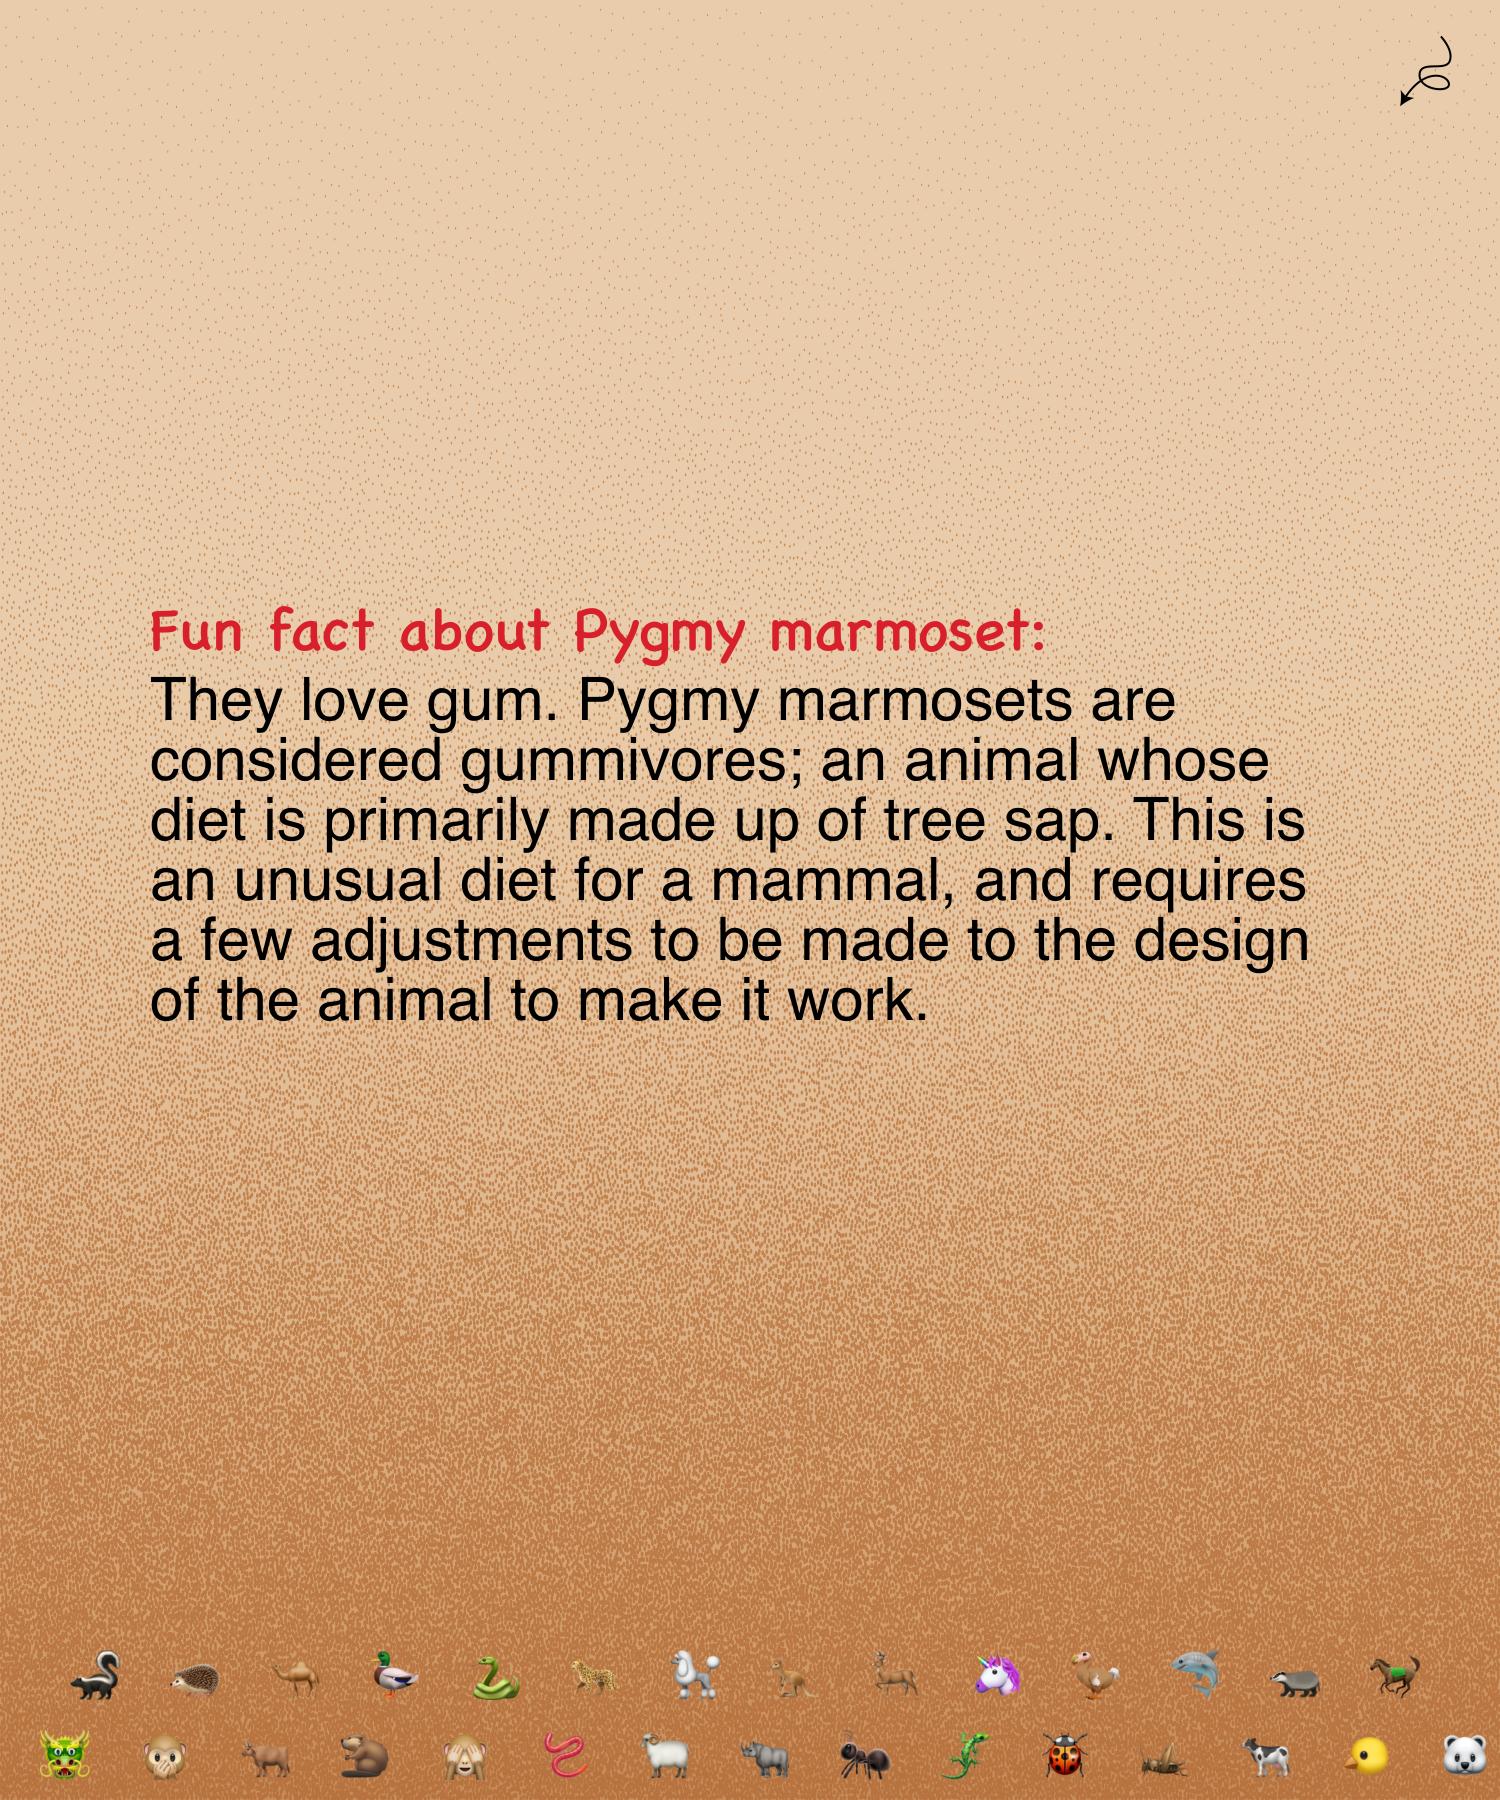 Fun fact about Pygmy marmoset:
They love gum. Pygmy marmosets are
considered gummivores; an animal whose
diet is primarily made up of tree sap. This is
an unusual diet for a mammal, and requires
a few adjustments to be made to the design
of the animal to make it work.